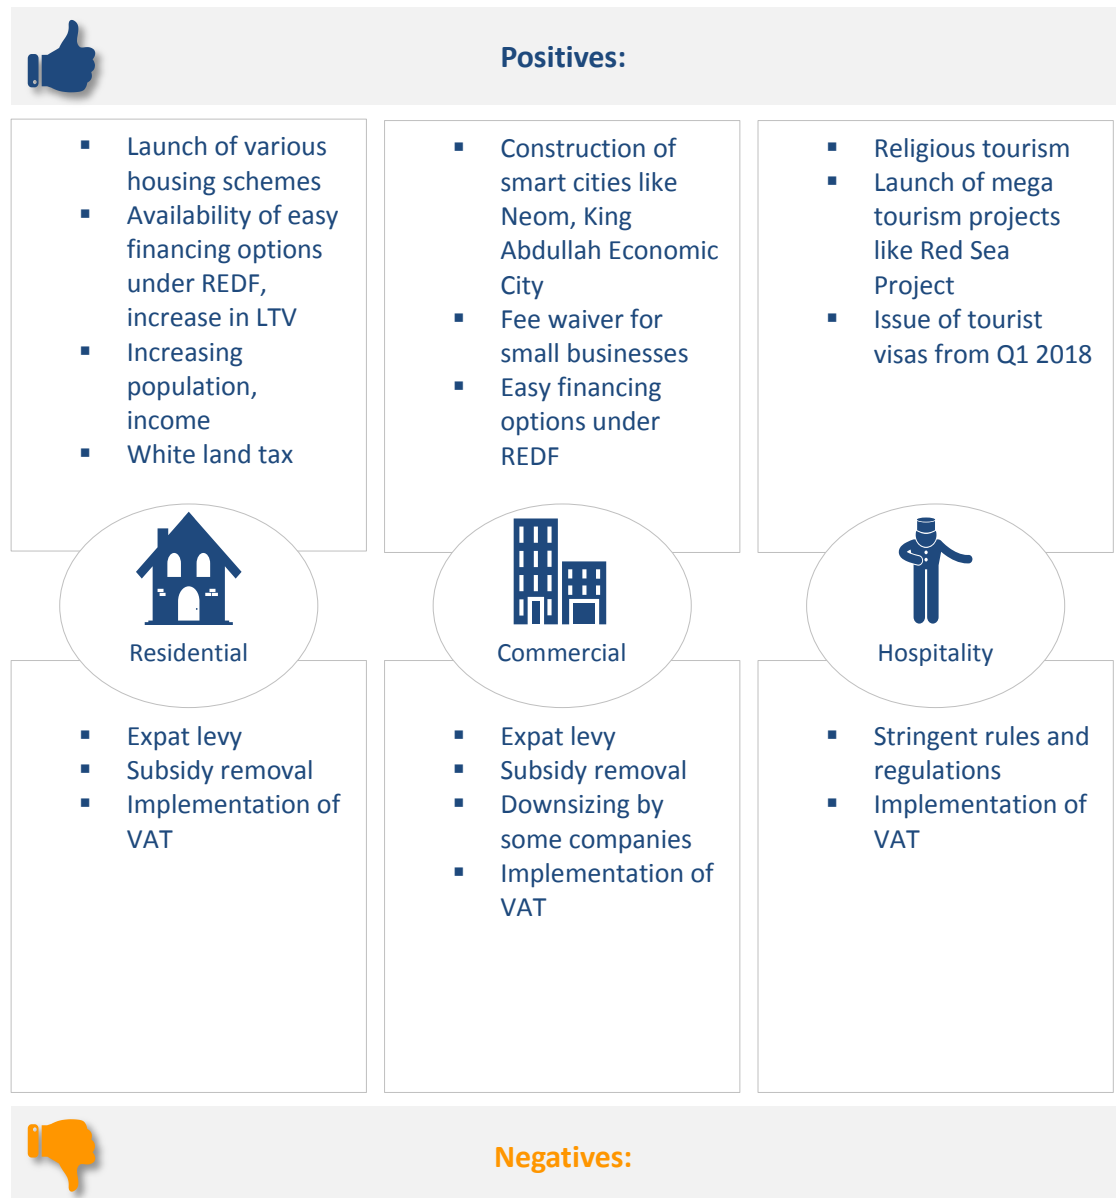 Positives:
▪ Launch of various
housing schemes
▪ Availability of easy
financing options
under REDF,
increase in LTV
▪ Increasing
population,
income
▪ White land tax
▪ Construction of
smart cities like
Neom, King
Abdullah Economic
City
▪ Fee waiver for
small businesses
▪ Easy financing
options under
REDF
▪ Religious tourism
▪ Launch of mega
tourism projects
like Red Sea
Project
▪ Issue of tourist
visas from Q1 2018
Residential
Commercial
Hospitality
▪ Expat levy
▪ Subsidy removal
▪ Implementation of
VAT
▪ Expat levy
▪ Subsidy removal
▪ Downsizing by
some companies
▪ Implementation of
VAT
▪ Stringent rules and
regulations
▪ Implementation of
VAT
Negatives: